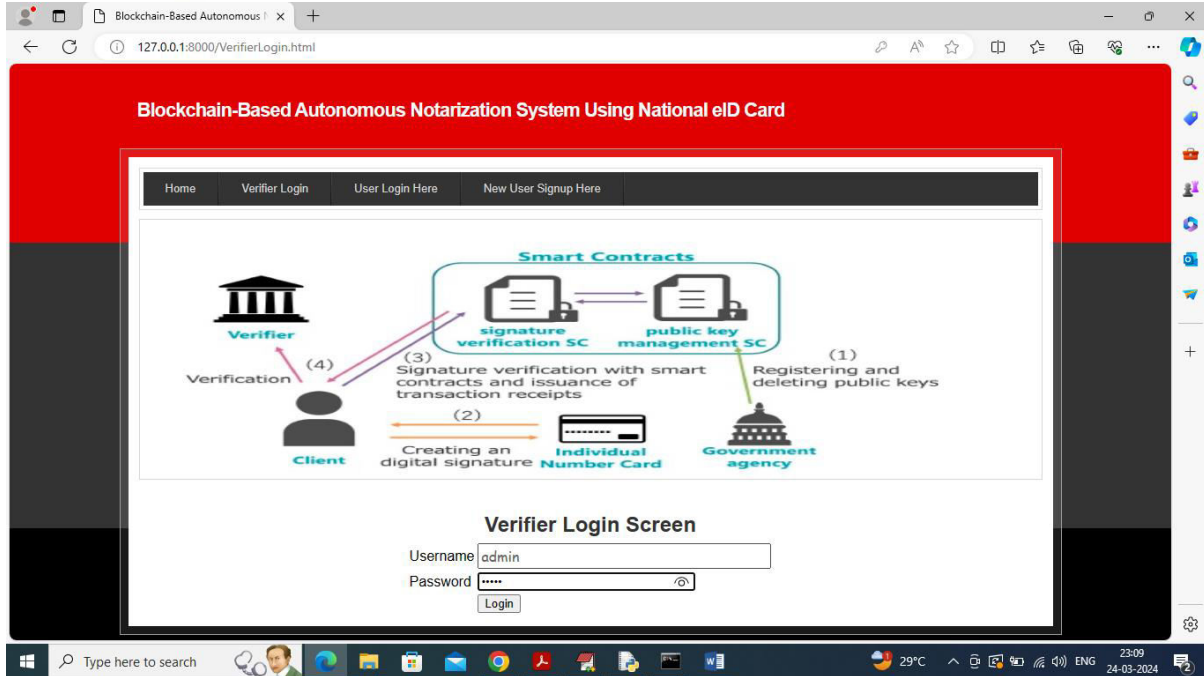 Blockchain-Based Autonomous
127.0.0.1:8000/VerifierLogin.html
Blockchain-Based Autonomous Notarization System Using National eID Card
Home Verifier Login User Login Here New User Signup Here
Smart Contracts
signature verification SC
public key management SC
Verifier
(4)
Verification
(3)
Signature verification with smart
contracts and issuance of
transaction receipts
(1)
Registering and
deleting public keys
(2)
Creating an
digital signature
Client
Individual
Number Card
Government
agency
Verifier Login Screen
Username admin
Password •••••
Login
Type here to search
29°C
ENG
23:09
24-03-2024
2